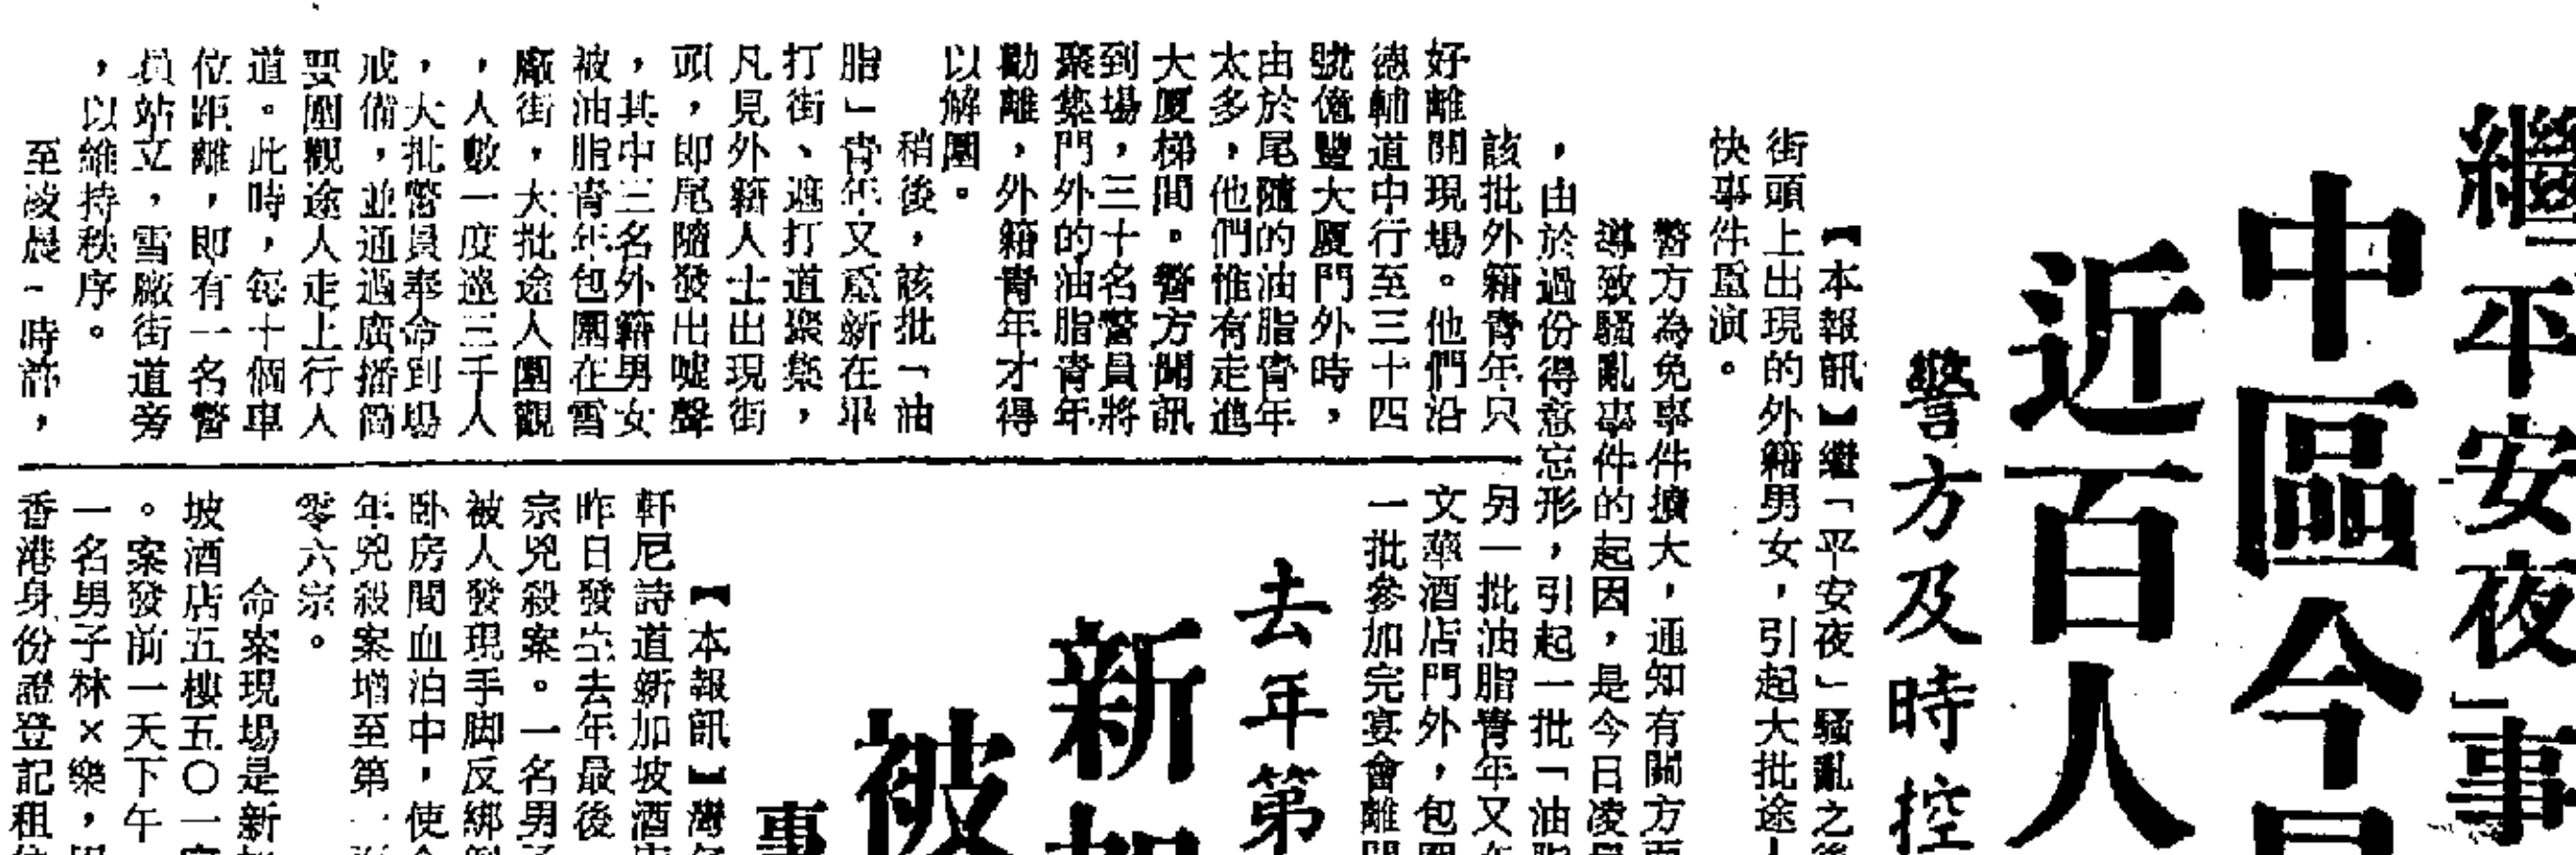 繼「平安夜」事
中區今日
近百人
警方及時控
【本報訊】繼「平安夜」騷亂之後
街頭上出現的外籍男女，引起大批途人
快事件重演。
警方為免事件擴大，通知有關方面
導致騷亂事件的起因，是今日凌晨
，由於過份得意忘形，引起一批「油脂
該批外籍青年只
好離開現場。他們沿
德輔道中行至三十四
號億豐大廈門外時，
由於尾隨的油脂青年
太多，他們惟有走進
大厦梯間。警方聞訊
到場，三十名警員將
聚集門外的油脂青年
勸離，外籍青年才得
以解圍。
稍後，該批「油
脂」青年又重新在畢
打街、遮打道聚集，
凡見外籍人士出現街
頭，即尾隨發出噓聲
，其中三名外籍男女
被油脂青年包圍在雪
廠街，大批途人圍觀
，人數一度達三千人
，大批警員奉命到場
戒備，並通過廣播筒
要圍觀途人走上行人
道。此時，每十個車
位距離，即有一名警
員站立，雪廠街道旁
，以維持秩序。
至凌晨一時許，
另一批油脂青年又在
文華酒店門外，包圍
一批參加完宴會離開
去年第
新加
被
事
【本報訊】灣仔
軒尼詩道新加坡酒店
昨日發生去年最後
宗兇殺案。一名男子
被人發現手脚反綁倒
臥房間血泊中，使全
年兇殺案增至第一百
零六宗。
命案現場是新加
坡酒店五樓五〇一室
。案發前一天下午
一名男子林×樂，用
香港身份證登記租住